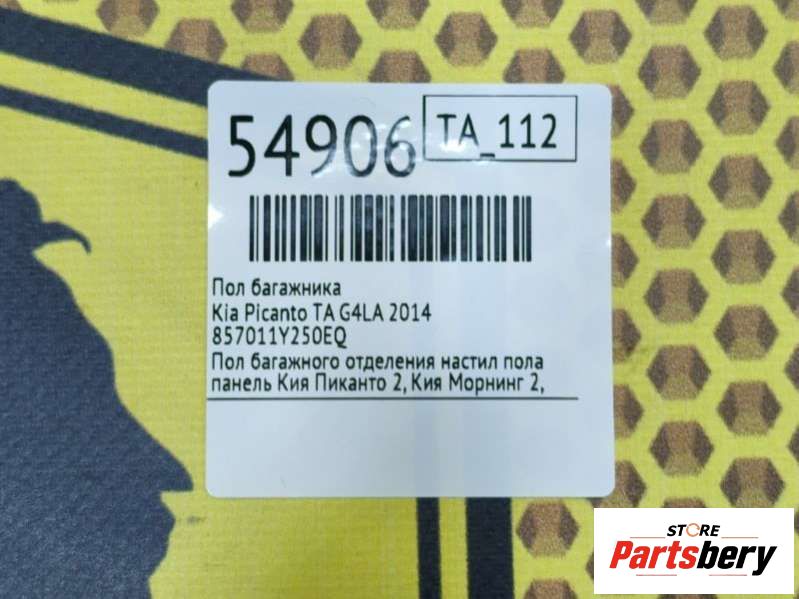 54906
TA_112
Пол багажника
Kia Picanto TA G4LA 2014
857011Y250EQ
Пол багажного отделения настил пола
панель Кия Пиканто 2, Кия Морнинг 2,
STORE
Partsbery